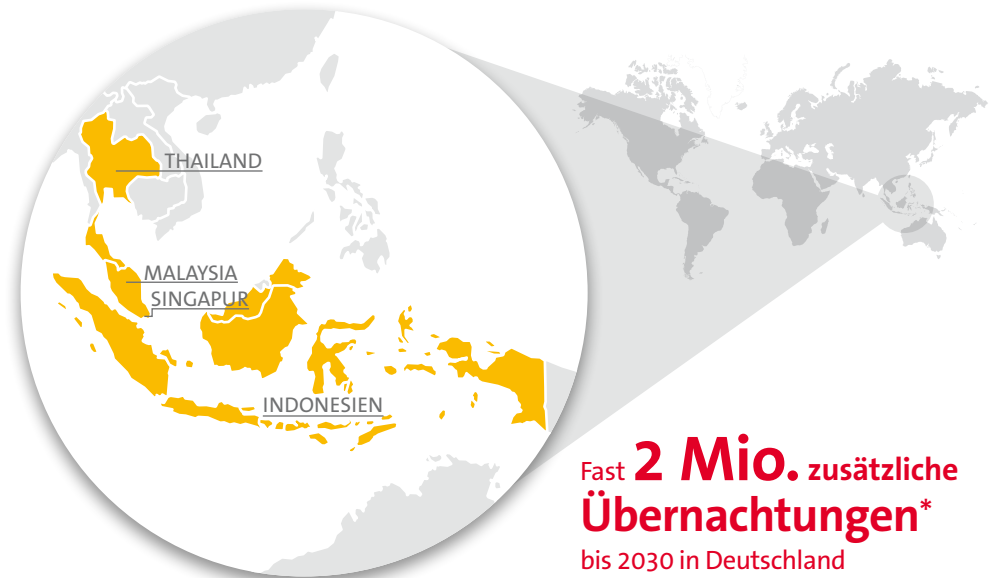 THAILAND
MALAYSIA
SINGAPUR
INDONESIEN
Fast 2 Mio. zusätzliche
Übernachtungen*
bis 2030 in Deutschland